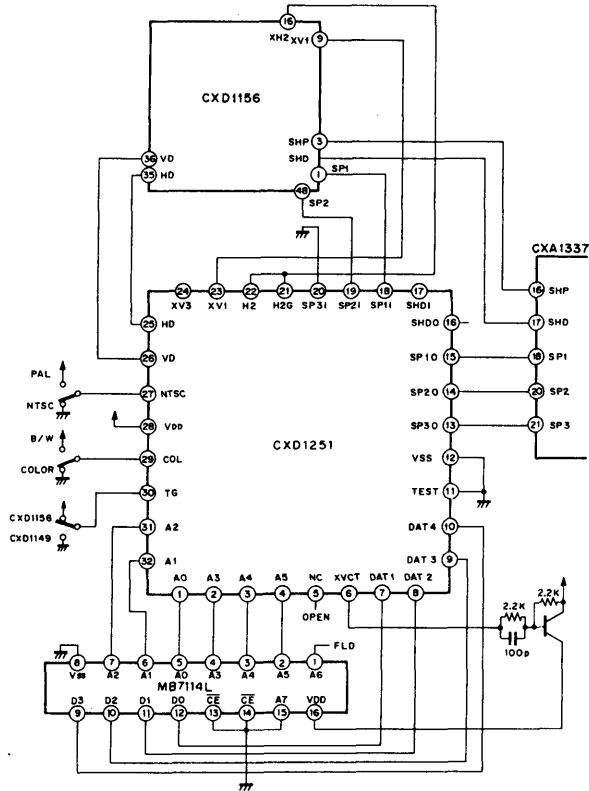 16
XH2 XV1 9
CXD1156
SHP 3
SHD
1 SP1
36 VD
35 HD
48
SP2
CXA1337
16 SHP
17 SHD
18 SP1
20 SP2
21 SP3
24 23 22 21 20 19 18 17
XV3 XV1 H2 H2G SP3I SP2I SP1I SHDI
25 HD
26 VD
27 NTSC
28 VDD
29 COL
30 TG
31 A2
32 A1
CXD1251
SHDO 16
SP1O 15
SP2O 14
SP3O 13
VSS 12
TEST 11
DAT4 10
DAT3 9
PAL
NTSC
B/W
COLOR
CXD1156
CXD1149
A0 A3 A4 A5 NC XVCT DAT1 DAT2
1 2 3 4 5 6 7 8
OPEN
2.2K
2.2K
100p
FLD
8 7 6 5 4 3 2 1
VSS A2 A1 A0 A3 A4 A5 A6
MB7114L
D3 D2 D1 D0 CE CE A7 VDD
9 10 11 12 13 14 15 16